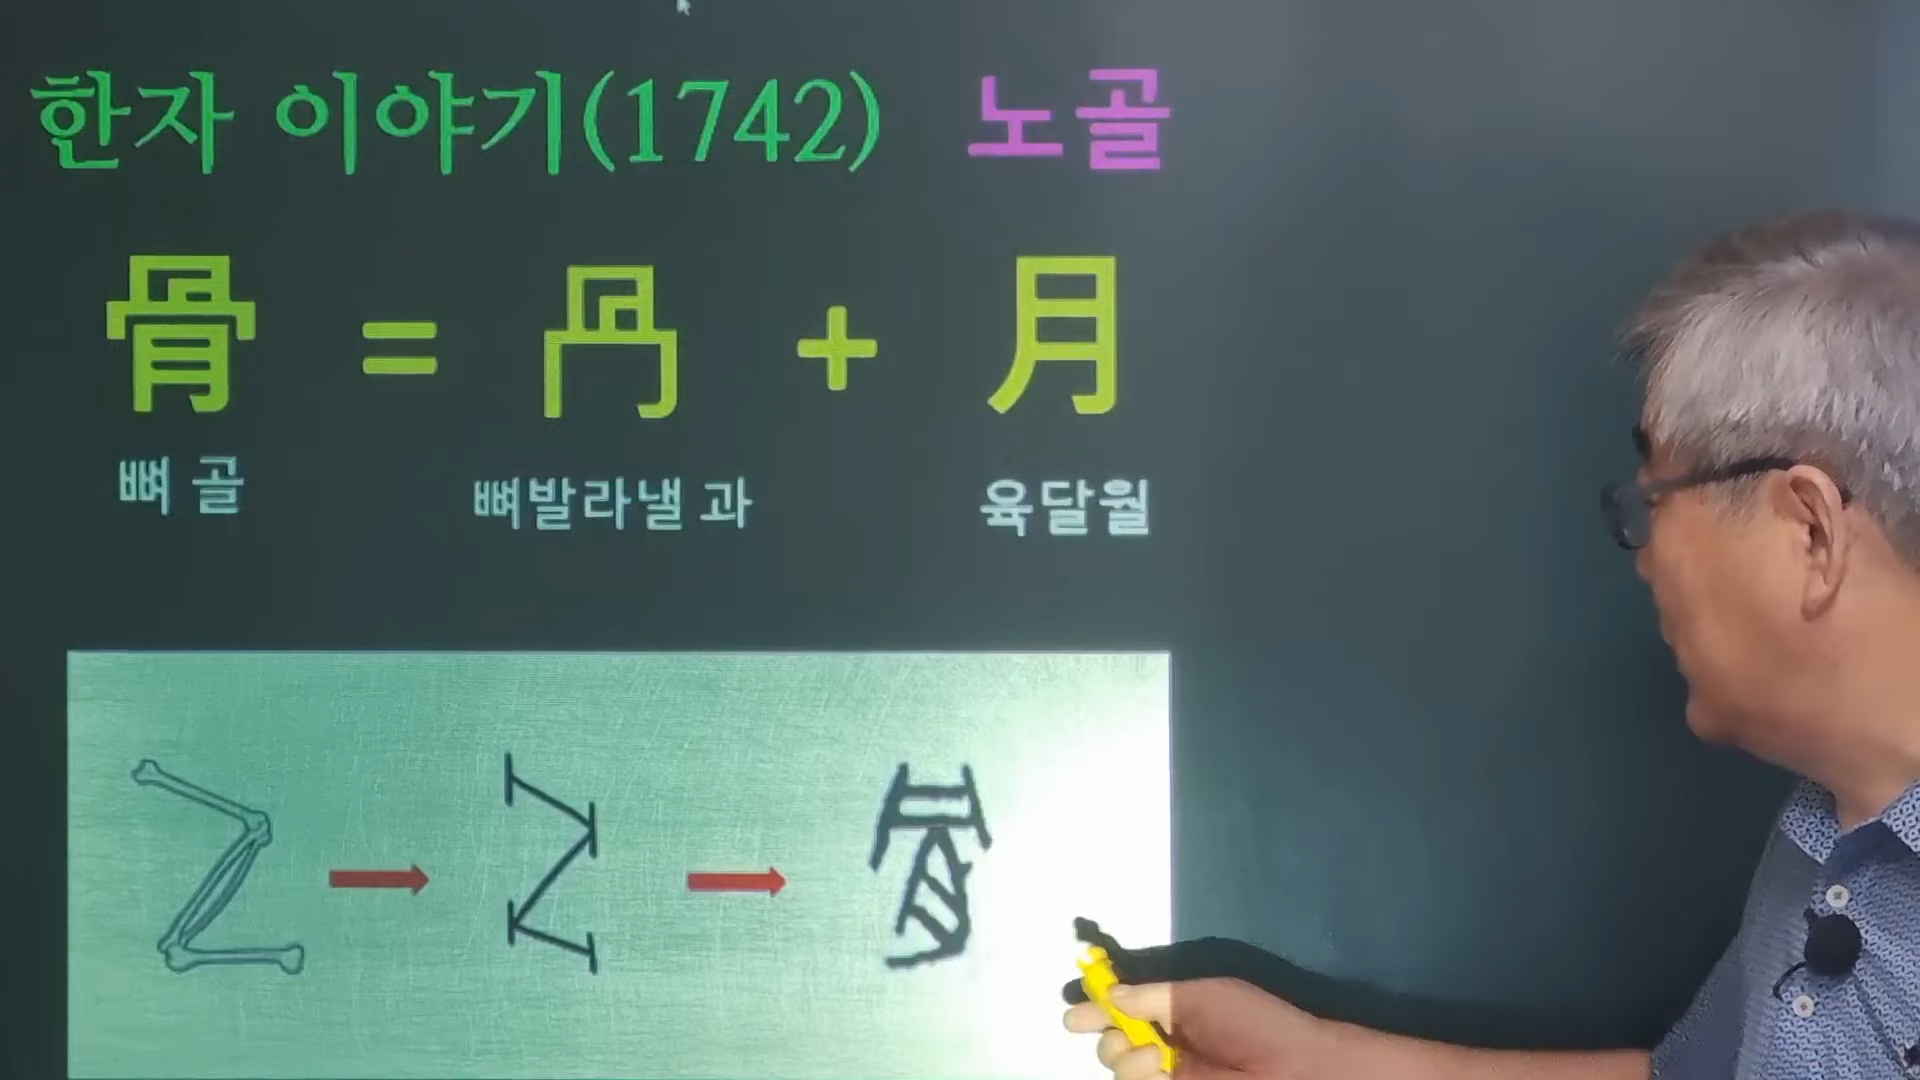 한자 이야기(1742) 노골
骨 = 冎 + 月
뼈 골 뼈발라낼 과 육달월